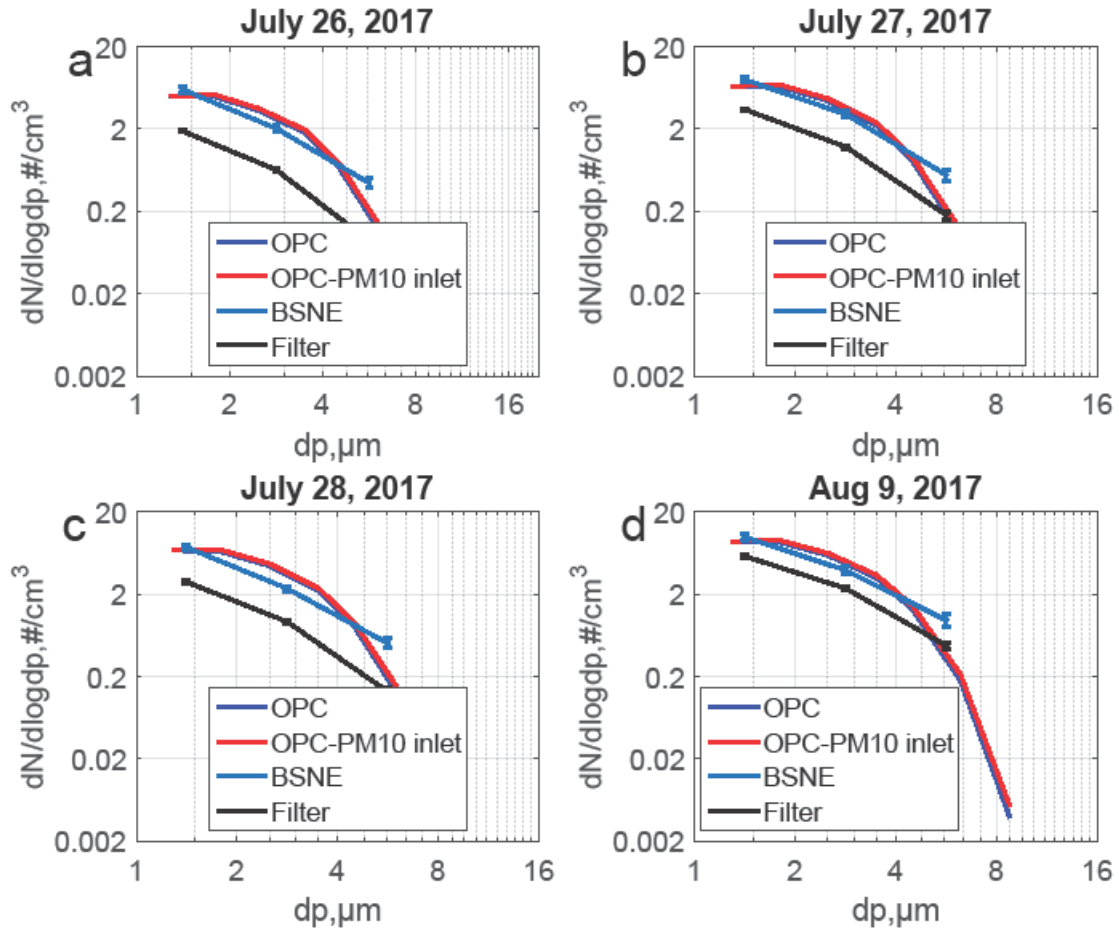 July 26, 2017
a
20
2
0.2
0.02
0.002
dN/dlogdp,#/cm³
OPC
OPC-PM10 inlet
BSNE
Filter
1 2 4 8 16
dp,µm
July 27, 2017
b
20
2
0.2
0.02
0.002
dN/dlogdp,#/cm³
OPC
OPC-PM10 inlet
BSNE
Filter
1 2 4 8 16
dp,µm
July 28, 2017
c
20
2
0.2
0.02
0.002
dN/dlogdp,#/cm³
OPC
OPC-PM10 inlet
BSNE
Filter
1 2 4 8 16
dp,µm
Aug 9, 2017
d
20
2
0.2
0.02
0.002
dN/dlogdp,#/cm³
OPC
OPC-PM10 inlet
BSNE
Filter
1 2 4 8 16
dp,µm